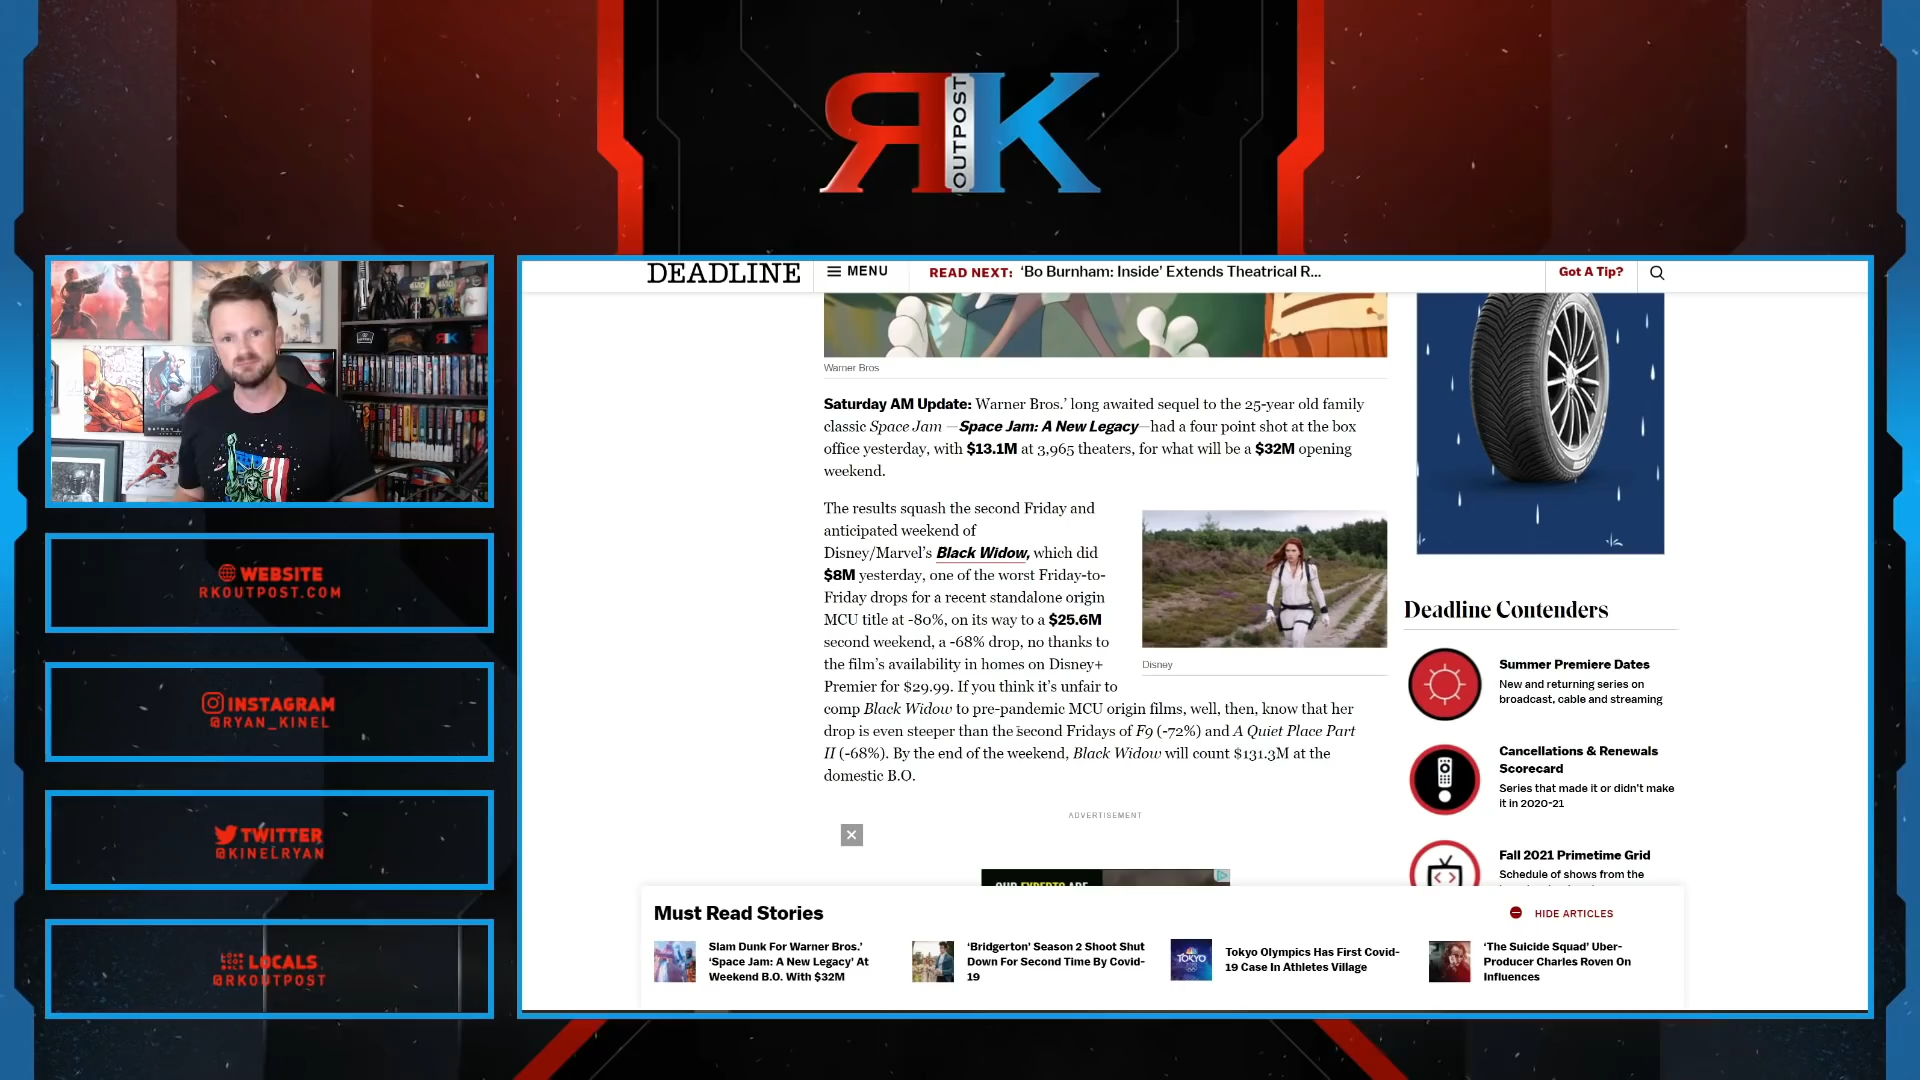 RK
OUTPOST
WEBSITE
RKOUTPOST.COM
INSTAGRAM
@RYAN_KINEL
TWITTER
@KINELRYAN
LOCALS
@RKOUTPOST
DEADLINE
MENU
READ NEXT: ‘Bo Burnham: Inside’ Extends Theatrical R...
Got A Tip?
Warner Bros
Saturday AM Update: Warner Bros.’ long awaited sequel to the 25-year old family
classic Space Jam —Space Jam: A New Legacy—had a four point shot at the box
office yesterday, with $13.1M at 3,965 theaters, for what will be a $32M opening
weekend.
The results squash the second Friday and
anticipated weekend of
Disney/Marvel’s Black Widow, which did
$8M yesterday, one of the worst Friday-to-
Friday drops for a recent standalone origin
MCU title at -80%, on its way to a $25.6M
second weekend, a -68% drop, no thanks to
the film’s availability in homes on Disney+
Premier for $29.99. If you think it’s unfair to
comp Black Widow to pre-pandemic MCU origin films, well, then, know that her
drop is even steeper than the second Fridays of F9 (-72%) and A Quiet Place Part
II (-68%). By the end of the weekend, Black Widow will count $131.3M at the
domestic B.O.
Disney
ADVERTISEMENT
OUR EXPERTS ARE
Deadline Contenders
Summer Premiere Dates
New and returning series on
broadcast, cable and streaming
Cancellations & Renewals
Scorecard
Series that made it or didn't make
it in 2020-21
Fall 2021 Primetime Grid
Schedule of shows from the
Must Read Stories
HIDE ARTICLES
Slam Dunk For Warner Bros.’
‘Space Jam: A New Legacy’ At
Weekend B.O. With $32M
‘Bridgerton’ Season 2 Shoot Shut
Down For Second Time By Covid-
19
TOKYO
Tokyo Olympics Has First Covid-
19 Case In Athletes Village
‘The Suicide Squad’ Uber-
Producer Charles Roven On
Influences